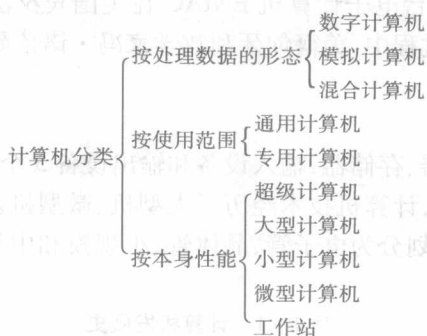 数字计算机
按处理数据的形态 模拟计算机
混合计算机
计算机分类
按使用范围 通用计算机
专用计算机
超级计算机
大型计算机
按本身性能 小型计算机
微型计算机
工作站